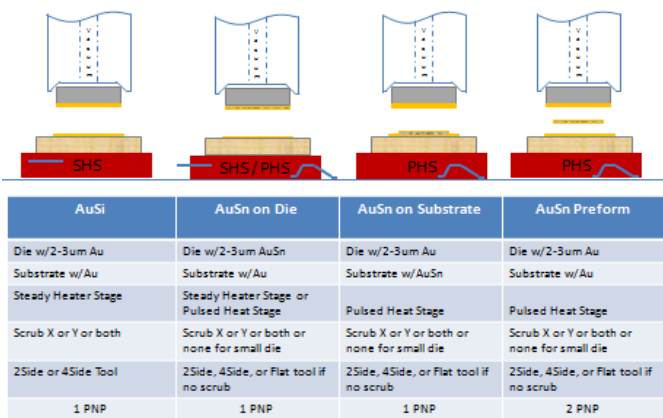 SHS
SHS/PHS
PHS
PHS
AuSi
AuSn on Die
AuSn on Substrate
AuSn Preform
Die w/2-3um Au
Die w/2-3um AuSn
Die w/2-3um Au
Die w/2-3um Au
Substrate w/Au
Substrate w/Au
Substrate w/AuSn
Substrate w/Au
Steady Heater Stage
Steady Heater Stage or
Pulsed Heat Stage
Pulsed Heat Stage
Pulsed Heat Stage
Scrub X or Y or both
Scrub X or Y or both or
none for small die
Scrub X or Y or both or
none for small die
Scrub X or Y or both or
none for small die
2Side or 4Side Tool
2Side, 4Side, or Flat tool if
no scrub
2Side, 4Side, or Flat tool if
no scrub
2Side, 4Side, or Flat tool if
no scrub
1 PNP
1 PNP
1 PNP
2 PNP